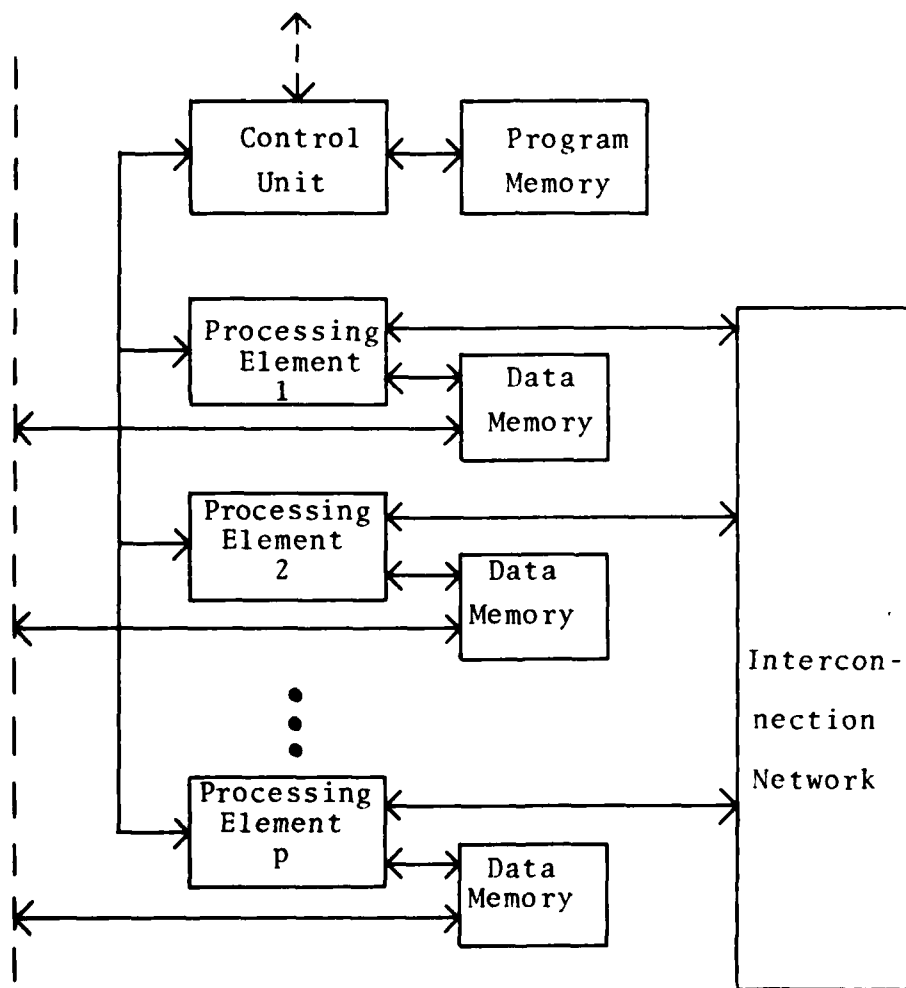 Control
Unit
Program
Memory
Processing
Element
1
Data
Memory
Processing
Element
2
Data
Memory
Intercon-
nection
Network
Processing
Element
p
Data
Memory